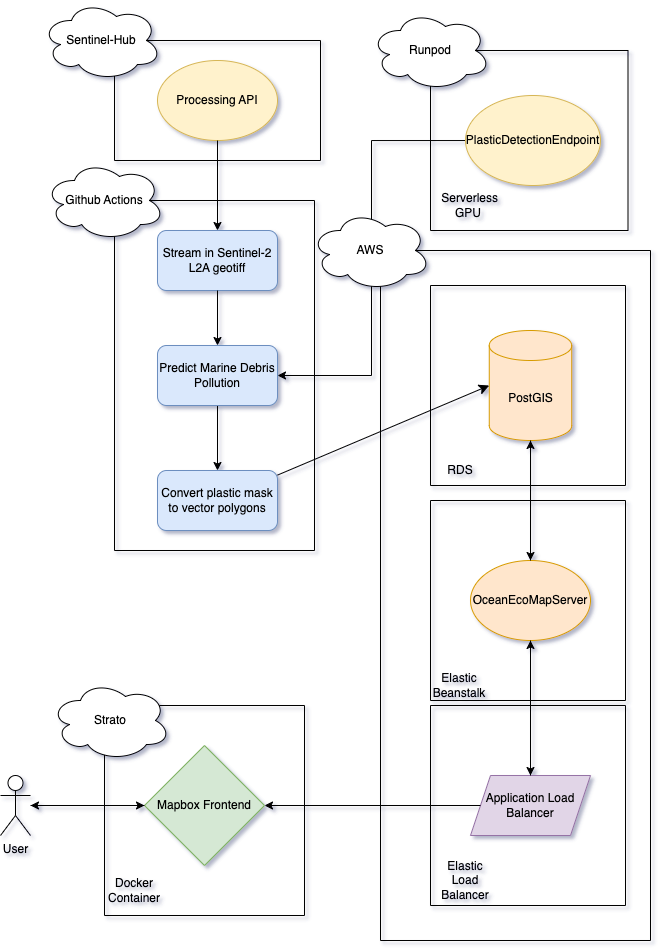 Sentinel-Hub
Processing API
Runpod
PlasticDetectionEndpoint
Serverless
GPU
Github Actions
Stream in Sentinel-2
L2A geotiff
AWS
Predict Marine Debris
Pollution
PostGIS
RDS
Convert plastic mask
to vector polygons
OceanEcoMapServer
Elastic
Beanstalk
Strato
Mapbox Frontend
User
Docker
Container
Application Load
Balancer
Elastic
Load
Balancer